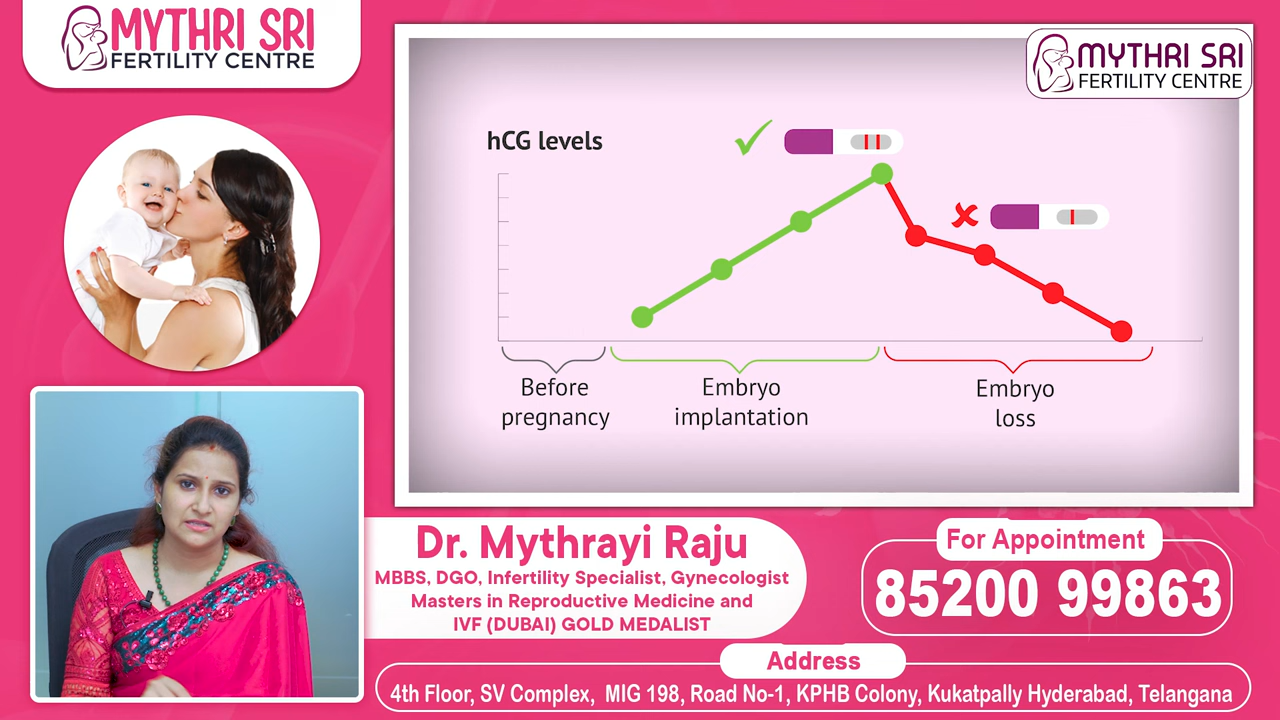 MYTHRI SRI
FERTILITY CENTRE
MYTHRI SRI
FERTILITY CENTRE
hCG levels
Before
pregnancy
Embryo
implantation
Embryo
loss
Dr. Mythrayi Raju
MBBS, DGO, Infertility Specialist, Gynecologist
Masters in Reproductive Medicine and
IVF (DUBAI) GOLD MEDALIST
For Appointment
85200 99863
Address
4th Floor, SV Complex, MIG 198, Road No-1, KPHB Colony, Kukatpally Hyderabad, Telangana